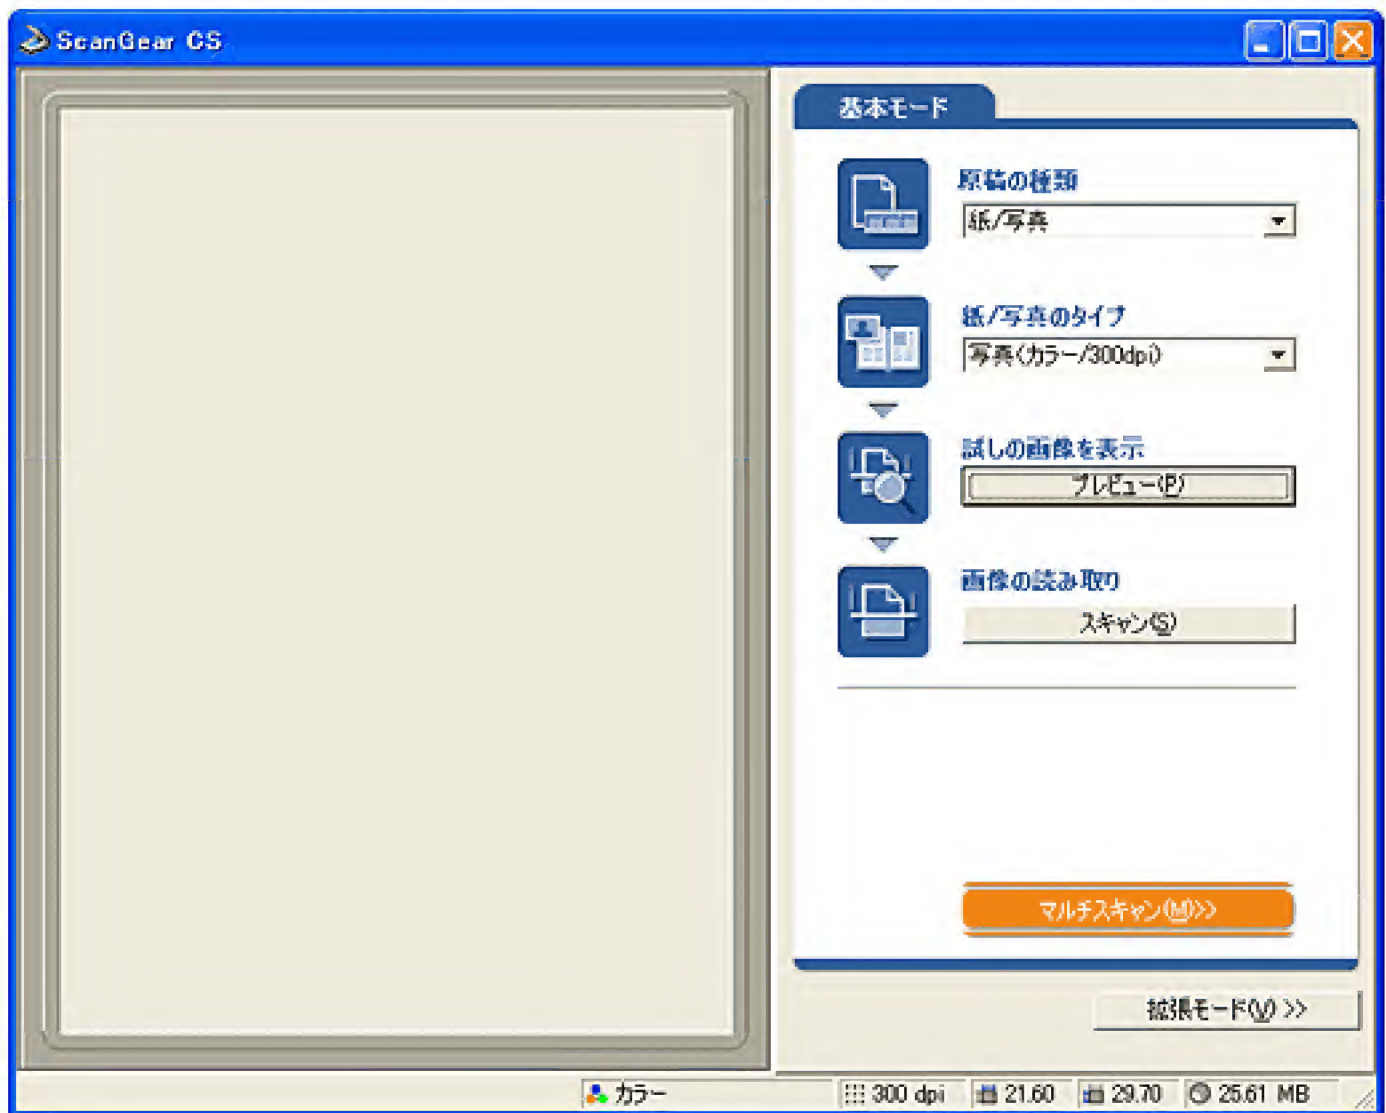 ScanGear CS
基本モード
原稿の種類
紙/写真
紙/写真のタイプ
写真(カラー/300dpi)
試しの画像を表示
プレビュー(P)
画像の読み取り
スキャン(S)
マルチスキャン(M)>>
拡張モード(V) >>
カラー 300 dpi 21.60 29.70 25.61 MB